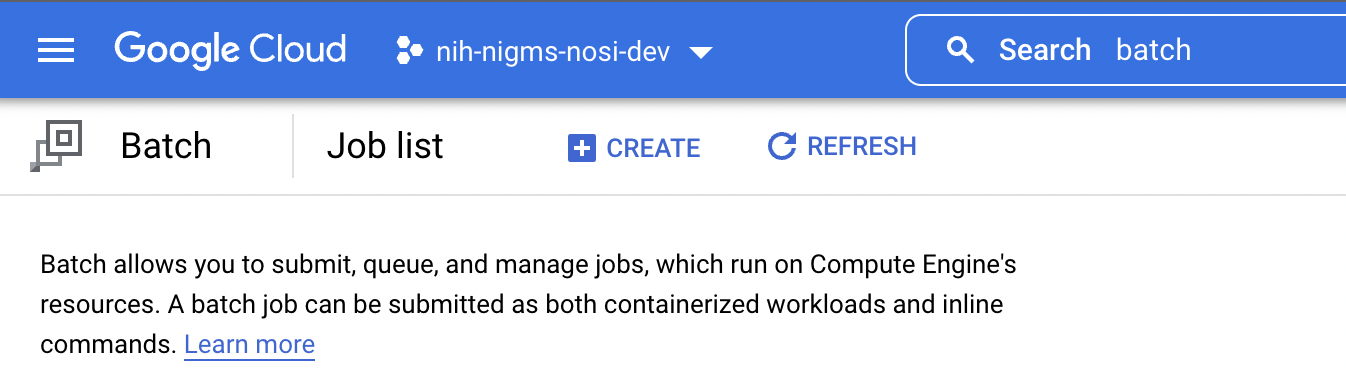 Google Cloud nih-nigms-nosi-dev Search batch
Batch Job list CREATE REFRESH
Batch allows you to submit, queue, and manage jobs, which run on Compute Engine's
resources. A batch job can be submitted as both containerized workloads and inline
commands. Learn more